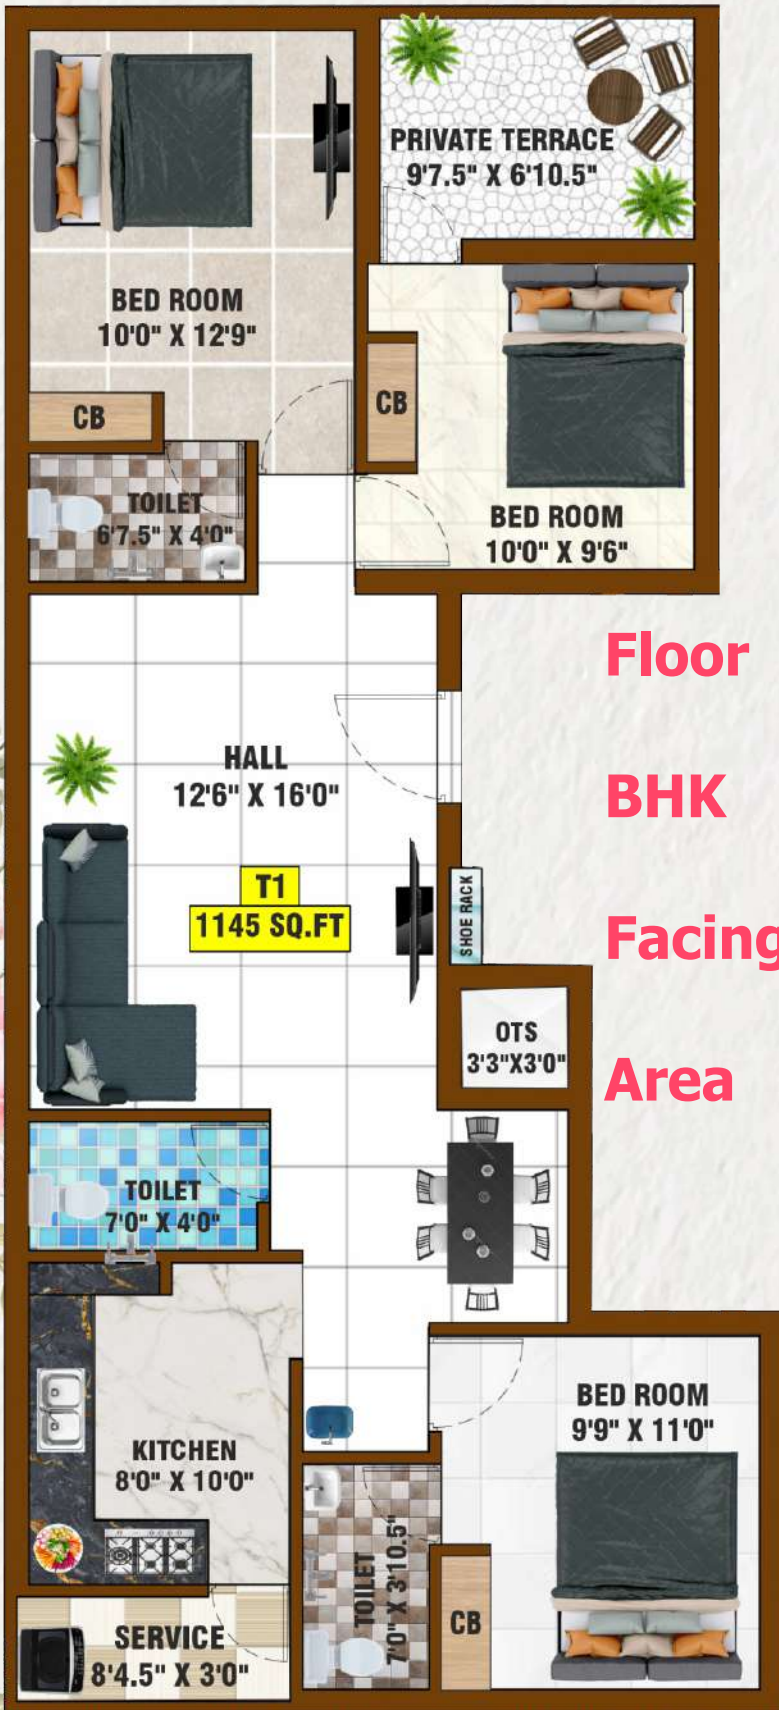 PRIVATE TERRACE
9'7.5" X 6'10.5"
BED ROOM
10'0" X 12'9"
CB
CB
TOILET
6'7.5" X 4'0"
BED ROOM
10'0" X 9'6"
Floor
HALL
12'6" X 16'0"
BHK
T1
1145 SQ.FT
SHOE RACK
Facing
OTS
3'3"X3'0"
Area
TOILET
7'0" X 4'0"
BED ROOM
9'9" X 11'0"
KITCHEN
8'0" X 10'0"
TOILET
7'0" X 3'10.5"
CB
SERVICE
8'4.5" X 3'0"